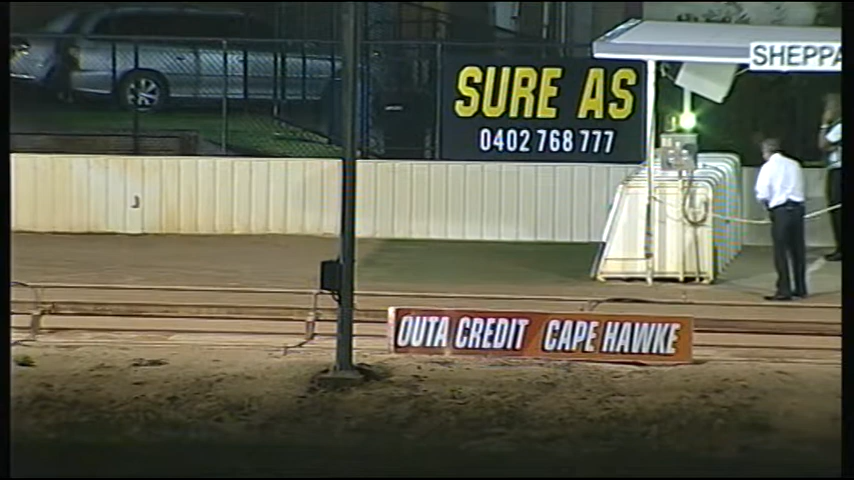 SURE AS
0402 768 777
SHEPPA
OUTA CREDIT CAPE HAWKE